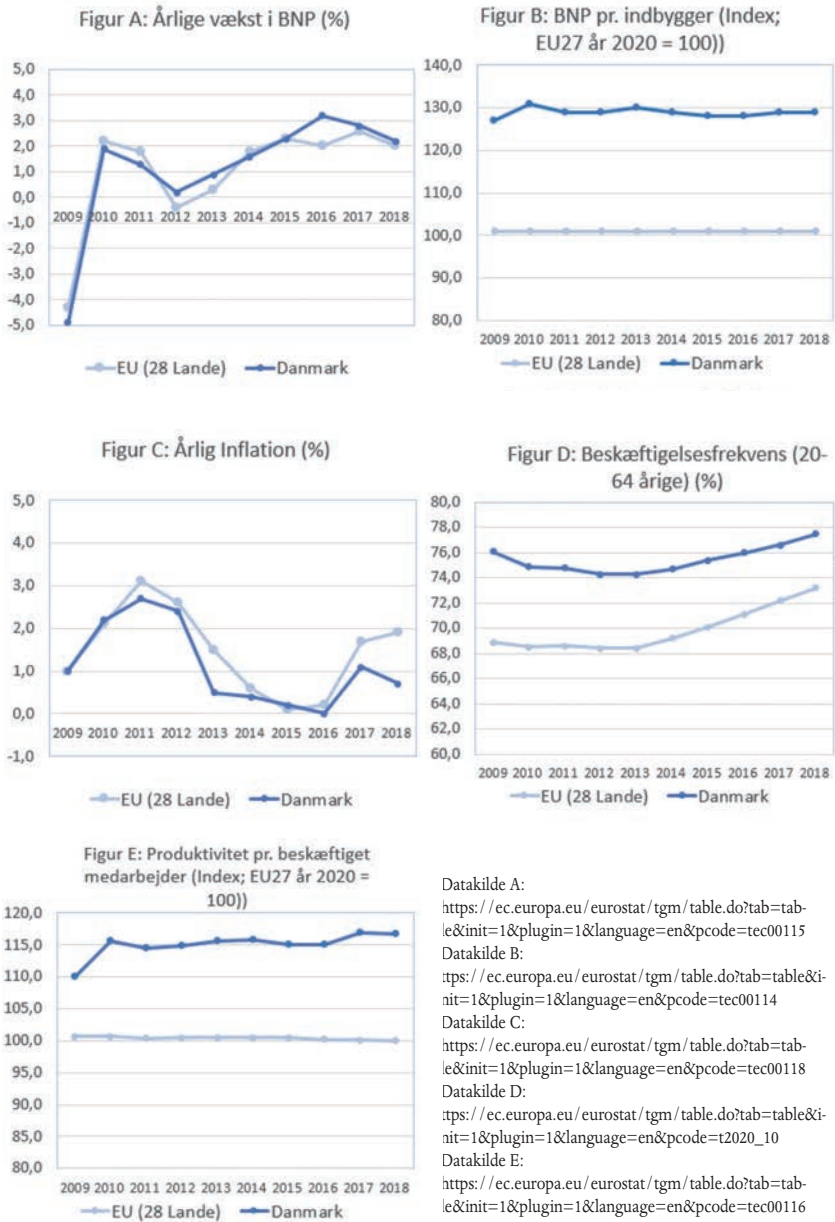 Figur A: Årlige vækst i BNP (%)
5,0
4,0
3,0
2,0
1,0
0,0
-1,0
-2,0
-3,0
-4,0
-5,0
2009 2010 2011 2012 2013 2014 2015 2016 2017 2018
EU (28 Lande) Danmark
Figur B: BNP pr. indbygger (Index;
EU27 år 2020 = 100))
140,0
130,0
120,0
110,0
100,0
90,0
80,0
2009 2010 2011 2012 2013 2014 2015 2016 2017 2018
EU (28 Lande) Danmark
Figur C: Årlig Inflation (%)
5,0
4,0
3,0
2,0
1,0
0,0
-1,0
2009 2010 2011 2012 2013 2014 2015 2016 2017 2018
EU (28 Lande) Danmark
Figur D: Beskæftigelsesfrekvens (20-
64 årige) (%)
80,0
78,0
76,0
74,0
72,0
70,0
68,0
66,0
64,0
62,0
60,0
2009 2010 2011 2012 2013 2014 2015 2016 2017 2018
EU (28 Lande) Danmark
Figur E: Produktivitet pr. beskæftiget
medarbejder (Index; EU27 år 2020 =
100))
120,0
115,0
110,0
105,0
100,0
95,0
90,0
85,0
80,0
2009 2010 2011 2012 2013 2014 2015 2016 2017 2018
EU (28 Lande) Danmark
Datakilde A:
https://ec.europa.eu/eurostat/tgm/table.do?tab=tab-
le&init=1&plugin=1&language=en&pcode=tec00115
Datakilde B:
ttps://ec.europa.eu/eurostat/tgm/table.do?tab=table&i-
nit=1&plugin=1&language=en&pcode=tec00114
Datakilde C:
https://ec.europa.eu/eurostat/tgm/table.do?tab=tab-
le&init=1&plugin=1&language=en&pcode=tec00118
Datakilde D:
ttps://ec.europa.eu/eurostat/tgm/table.do?tab=table&i-
nit=1&plugin=1&language=en&pcode=t2020_10
Datakilde E:
https://ec.europa.eu/eurostat/tgm/table.do?tab=tab-
le&init=1&plugin=1&language=en&pcode=tec00116